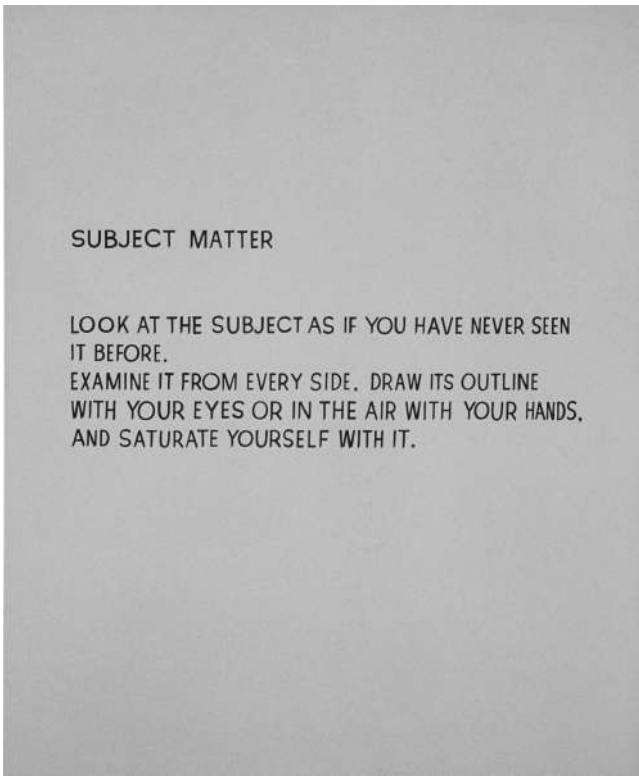 SUBJECT MATTER
LOOK AT THE SUBJECT AS IF YOU HAVE NEVER SEEN
IT BEFORE.
EXAMINE IT FROM EVERY SIDE. DRAW ITS OUTLINE
WITH YOUR EYES OR IN THE AIR WITH YOUR HANDS,
AND SATURATE YOURSELF WITH IT.